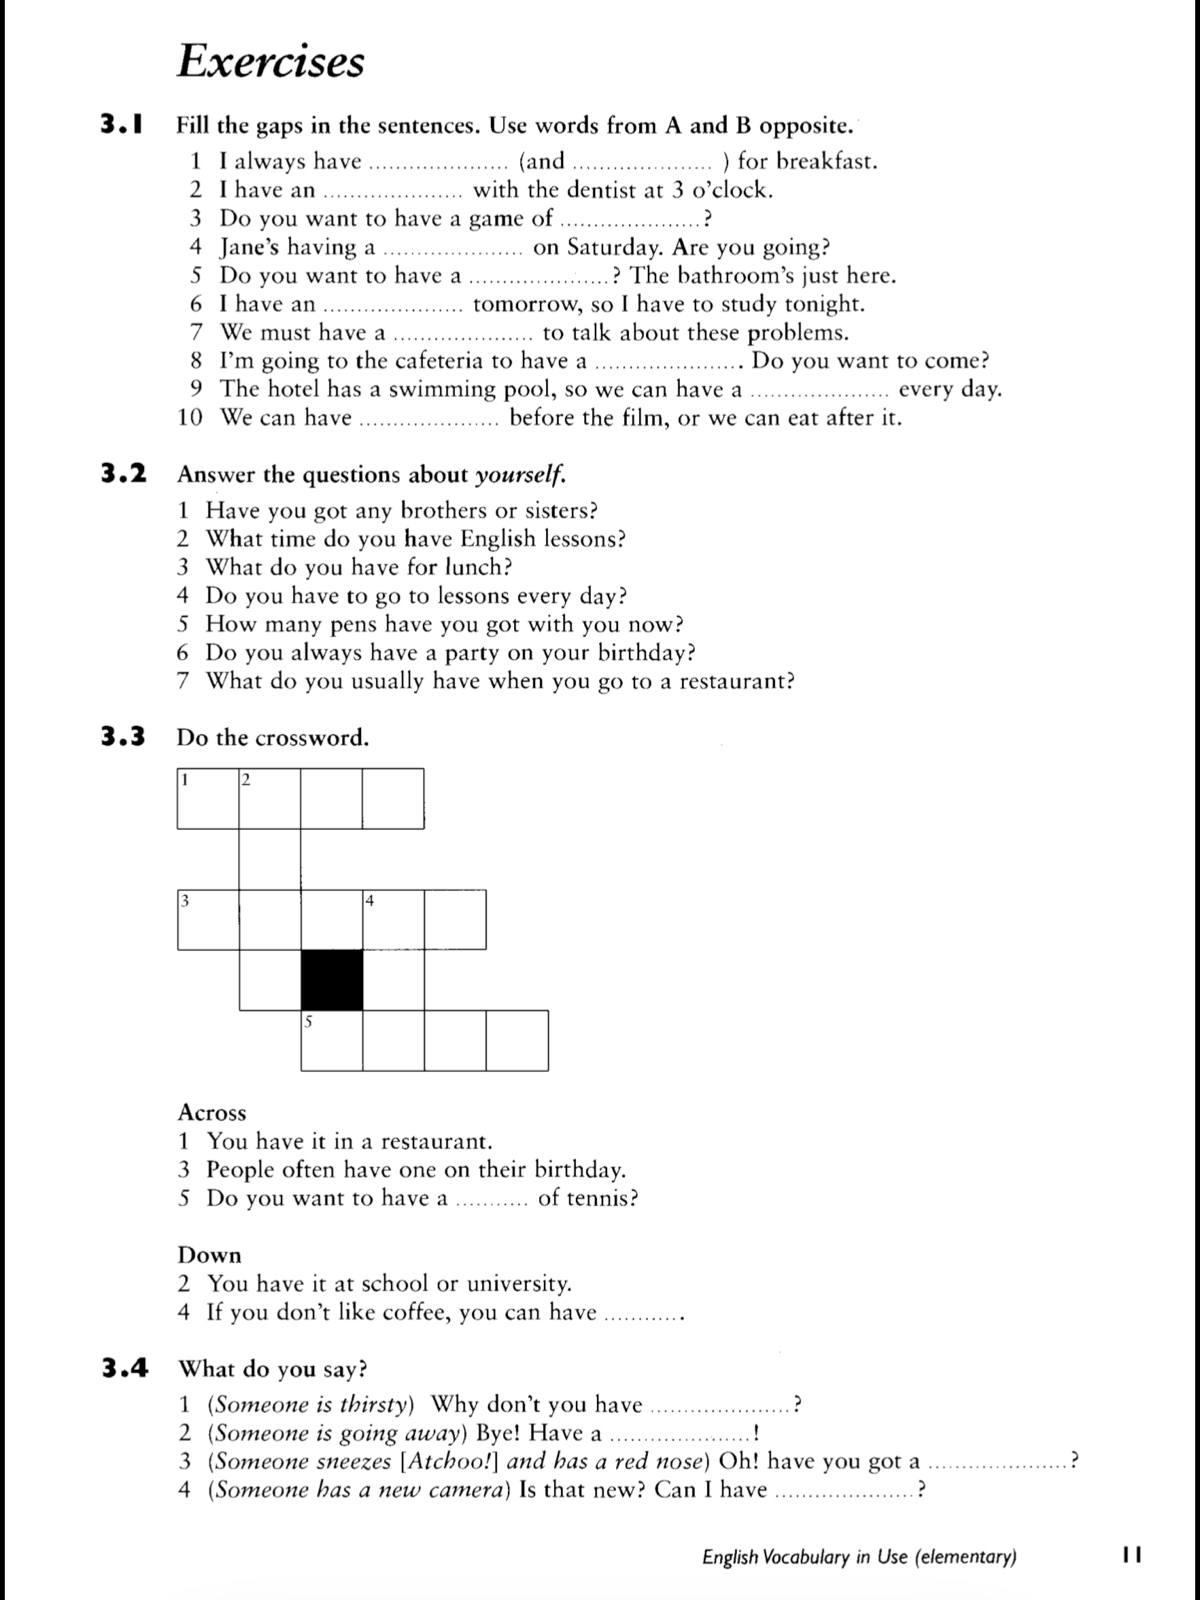 Exercises
3.1 Fill the gaps in the sentences. Use words from A and B opposite.
1 I always have .................... (and .................... ) for breakfast.
2 I have an .................... with the dentist at 3 o'clock.
3 Do you want to have a game of ....................?
4 Jane's having a .................... on Saturday. Are you going?
5 Do you want to have a ....................? The bathroom's just here.
6 I have an .................... tomorrow, so I have to study tonight.
7 We must have a .................... to talk about these problems.
8 I'm going to the cafeteria to have a ..................... Do you want to come?
9 The hotel has a swimming pool, so we can have a .................... every day.
10 We can have .................... before the film, or we can eat after it.
3.2 Answer the questions about yourself.
1 Have you got any brothers or sisters?
2 What time do you have English lessons?
3 What do you have for lunch?
4 Do you have to go to lessons every day?
5 How many pens have you got with you now?
6 Do you always have a party on your birthday?
7 What do you usually have when you go to a restaurant?
3.3 Do the crossword.
1 2
3 4
5
Across
1 You have it in a restaurant.
3 People often have one on their birthday.
5 Do you want to have a ........... of tennis?
Down
2 You have it at school or university.
4 If you don't like coffee, you can have ............
3.4 What do you say?
1 (Someone is thirsty) Why don't you have ....................?
2 (Someone is going away) Bye! Have a ....................!
3 (Someone sneezes [Atchoo!] and has a red nose) Oh! have you got a ....................?
4 (Someone has a new camera) Is that new? Can I have ....................?
English Vocabulary in Use (elementary) 11